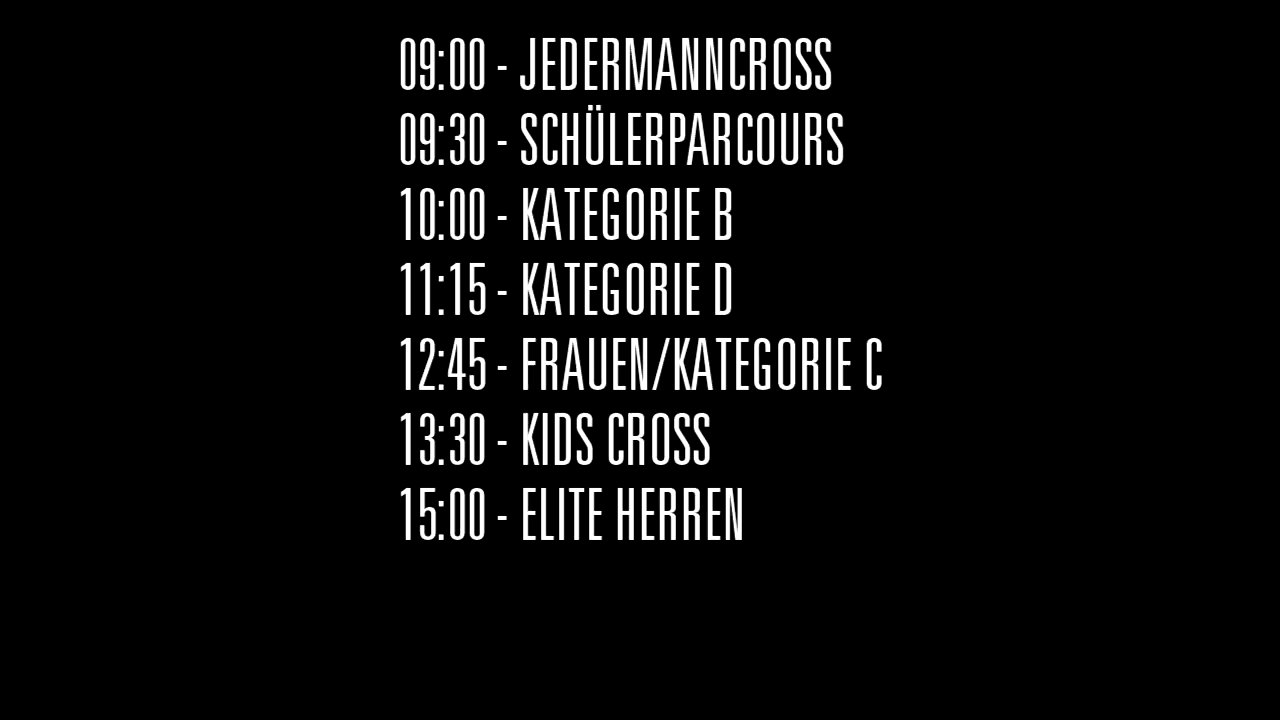 09:00 - JEDERMANNCROSS
09:30 - SCHÜLERPARCOURS
10:00 - KATEGORIE B
11:15 - KATEGORIE D
12:45 - FRAUEN/KATEGORIE C
13:30 - KIDS CROSS
15:00 - ELITE HERREN